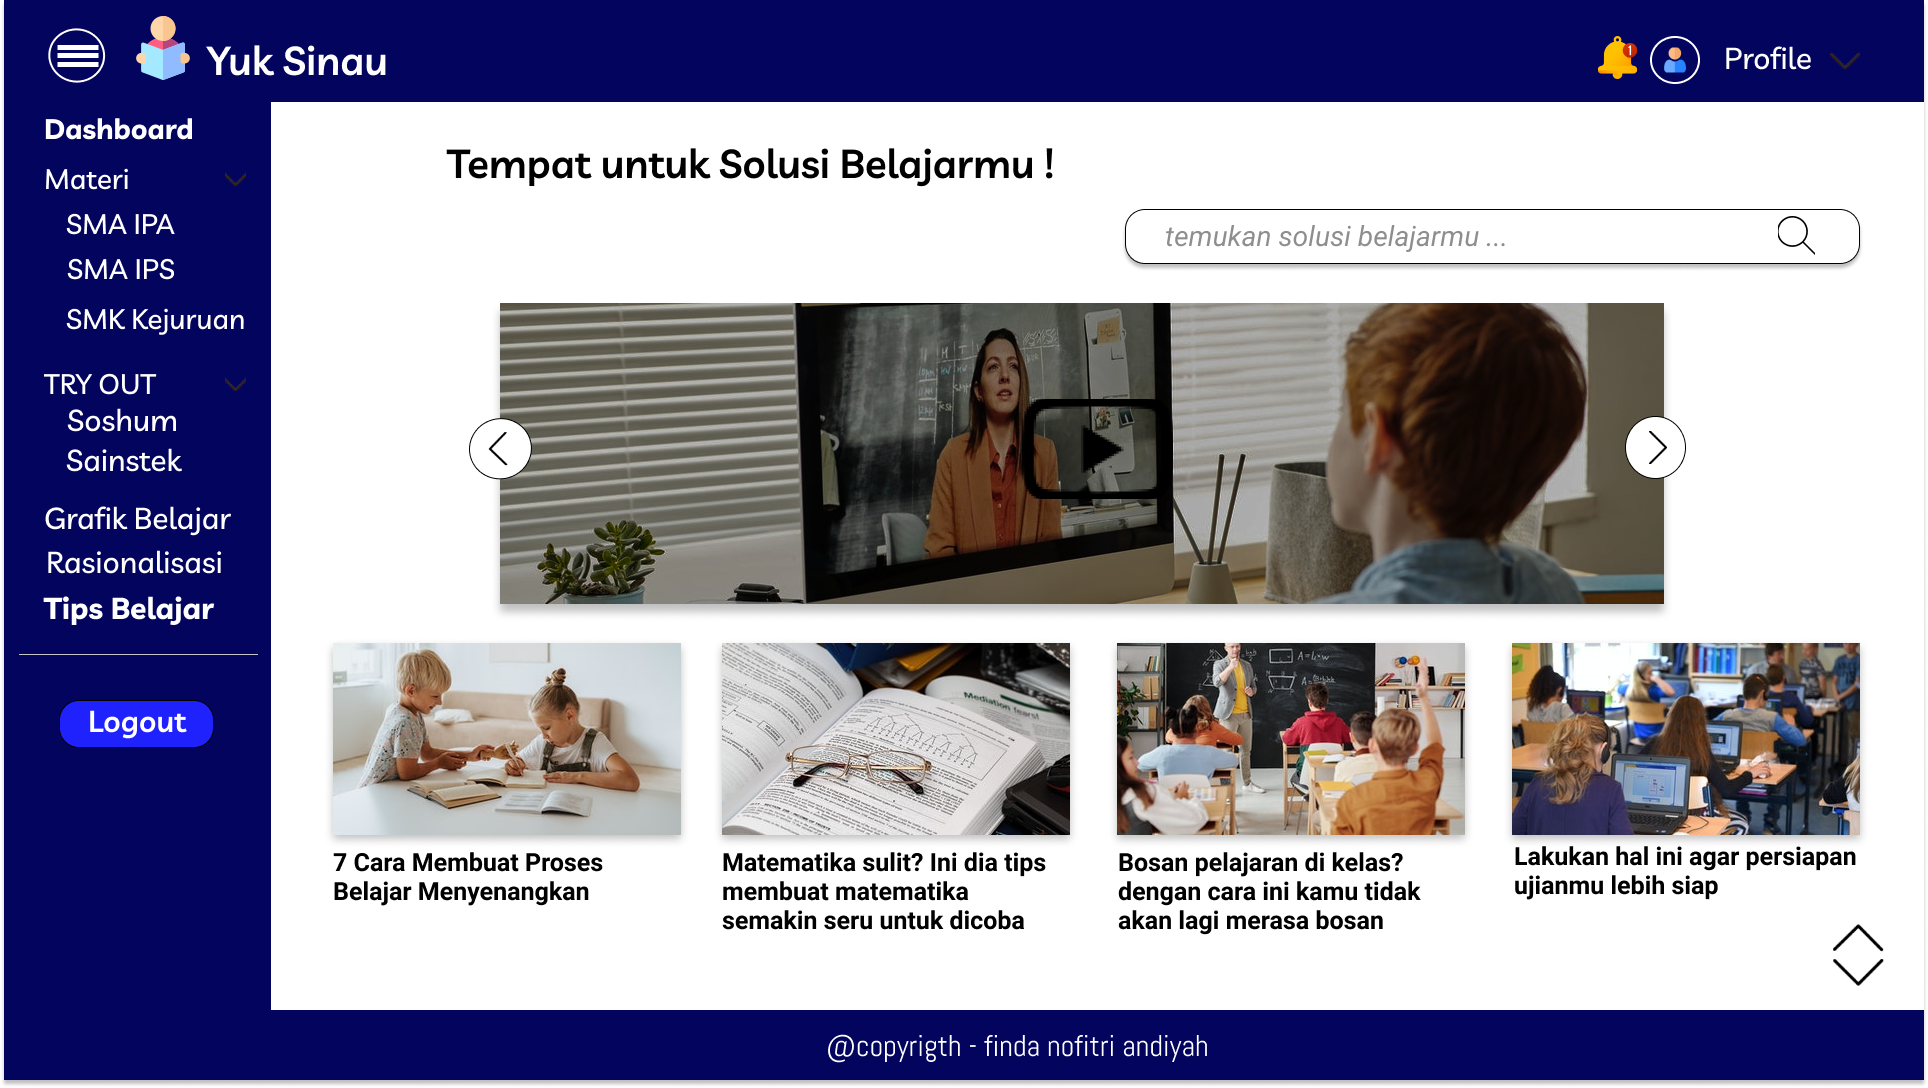 Yuk Sinau
1
Profile
Dashboard
Materi
SMA IPA
SMA IPS
SMK Kejuruan
TRY OUT
Soshum
Sainstek
Grafik Belajar
Rasionalisasi
Tips Belajar
Logout
Tempat untuk Solusi Belajarmu !
temukan solusi belajarmu ...
Mediation fears!
7 Cara Membuat Proses
Belajar Menyenangkan
Matematika sulit? Ini dia tips
membuat matematika
semakin seru untuk dicoba
Bosan pelajaran di kelas?
dengan cara ini kamu tidak
akan lagi merasa bosan
Lakukan hal ini agar persiapan
ujianmu lebih siap
@copyrigth - finda nofitri andiyah